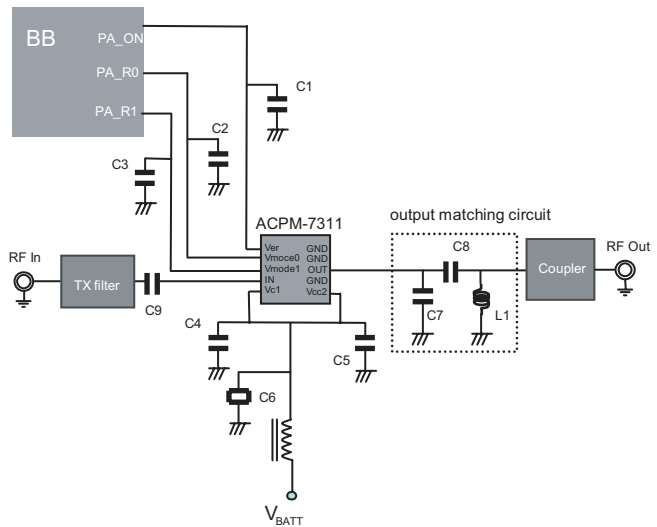 BB
PA_ON
PA_R0
PA_R1
C1
C2
C3
ACPM-7311
output matching circuit
Ver
Vmoce0
Vmode1
IN
Vc1
GND
GND
OUT
GND
Vcc2
RF In
TX filter
C9
C8
C7
L1
Coupler
RF Out
C4
C5
C6
VBATT